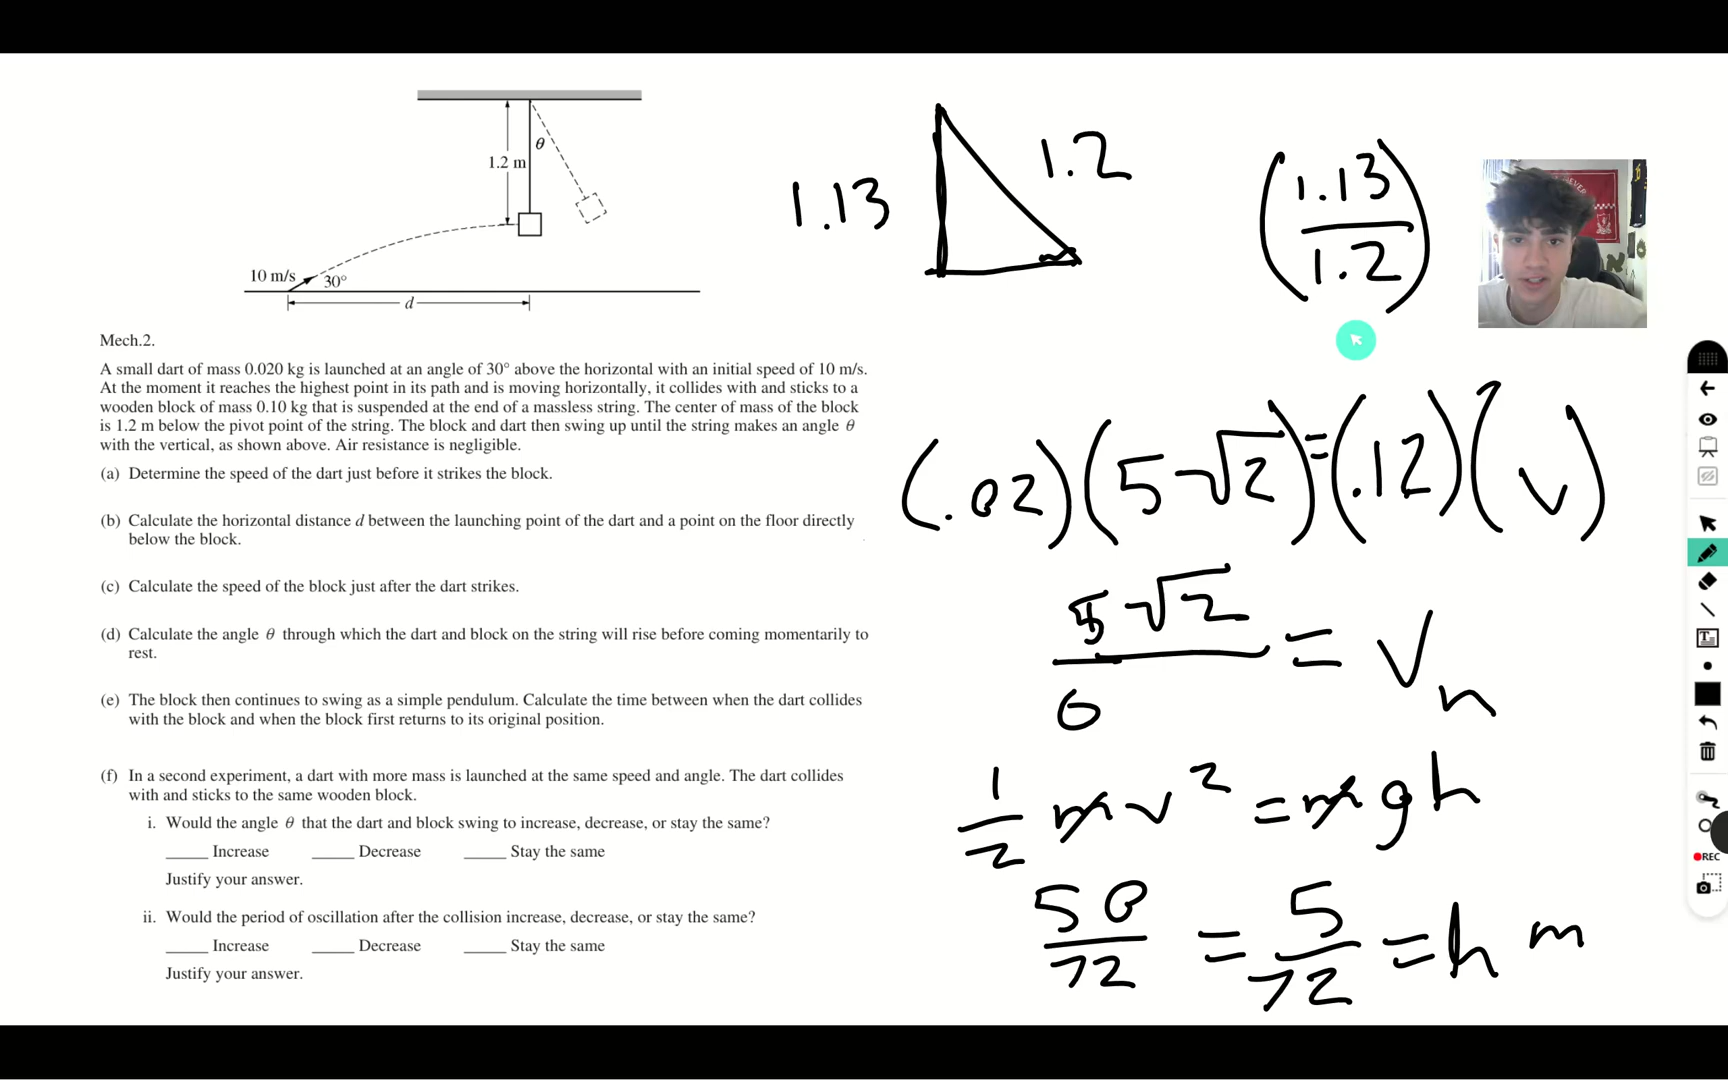 1.2 m
θ
10 m/s
30°
d
Mech.2.
A small dart of mass 0.020 kg is launched at an angle of 30° above the horizontal with an initial speed of 10 m/s.
At the moment it reaches the highest point in its path and is moving horizontally, it collides with and sticks to a
wooden block of mass 0.10 kg that is suspended at the end of a massless string. The center of mass of the block
is 1.2 m below the pivot point of the string. The block and dart then swing up until the string makes an angle θ
with the vertical, as shown above. Air resistance is negligible.
(a) Determine the speed of the dart just before it strikes the block.
(b) Calculate the horizontal distance d between the launching point of the dart and a point on the floor directly
below the block.
(c) Calculate the speed of the block just after the dart strikes.
(d) Calculate the angle θ through which the dart and block on the string will rise before coming momentarily to
rest.
(e) The block then continues to swing as a simple pendulum. Calculate the time between when the dart collides
with the block and when the block first returns to its original position.
(f) In a second experiment, a dart with more mass is launched at the same speed and angle. The dart collides
with and sticks to the same wooden block.
i. Would the angle θ that the dart and block swing to increase, decrease, or stay the same?
_____ Increase _____ Decrease _____ Stay the same
Justify your answer.
ii. Would the period of oscillation after the collision increase, decrease, or stay the same?
_____ Increase _____ Decrease _____ Stay the same
Justify your answer.
1.13
1.2
(1.13/1.2)
(.02)(5√2)=(.12)(v)
5√2/6 = Vn
1/2 mv² = mgh
50/72 = 5/72 = h m
REC